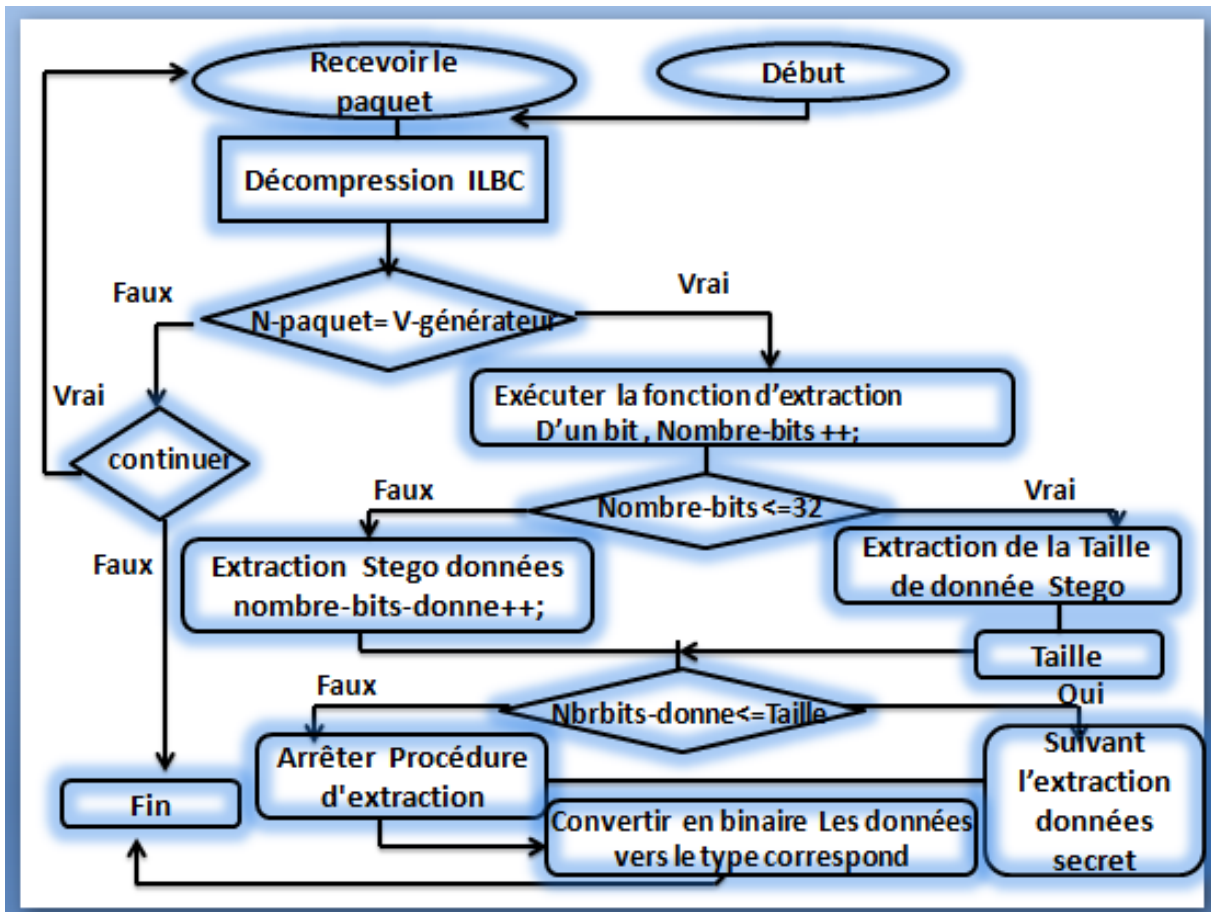 Recevoir le
paquet
Début
Décompression ILBC
Faux
Vrai
N-paquet= V-générateur
Vrai
Exécuter la fonction d'extraction
D'un bit , Nombre-bits ++;
continuer
Faux
Nombre-bits <=32
Vrai
Faux
Extraction Stego données
nombre-bits-donne++;
Extraction de la Taille
de donnée Stego
Taille
Faux
Nbrbits-donne<=Taille
Qui
Arrêter Procédure
d'extraction
Suivant
l'extraction
données
secret
Fin
Convertir en binaire Les données
vers le type correspond